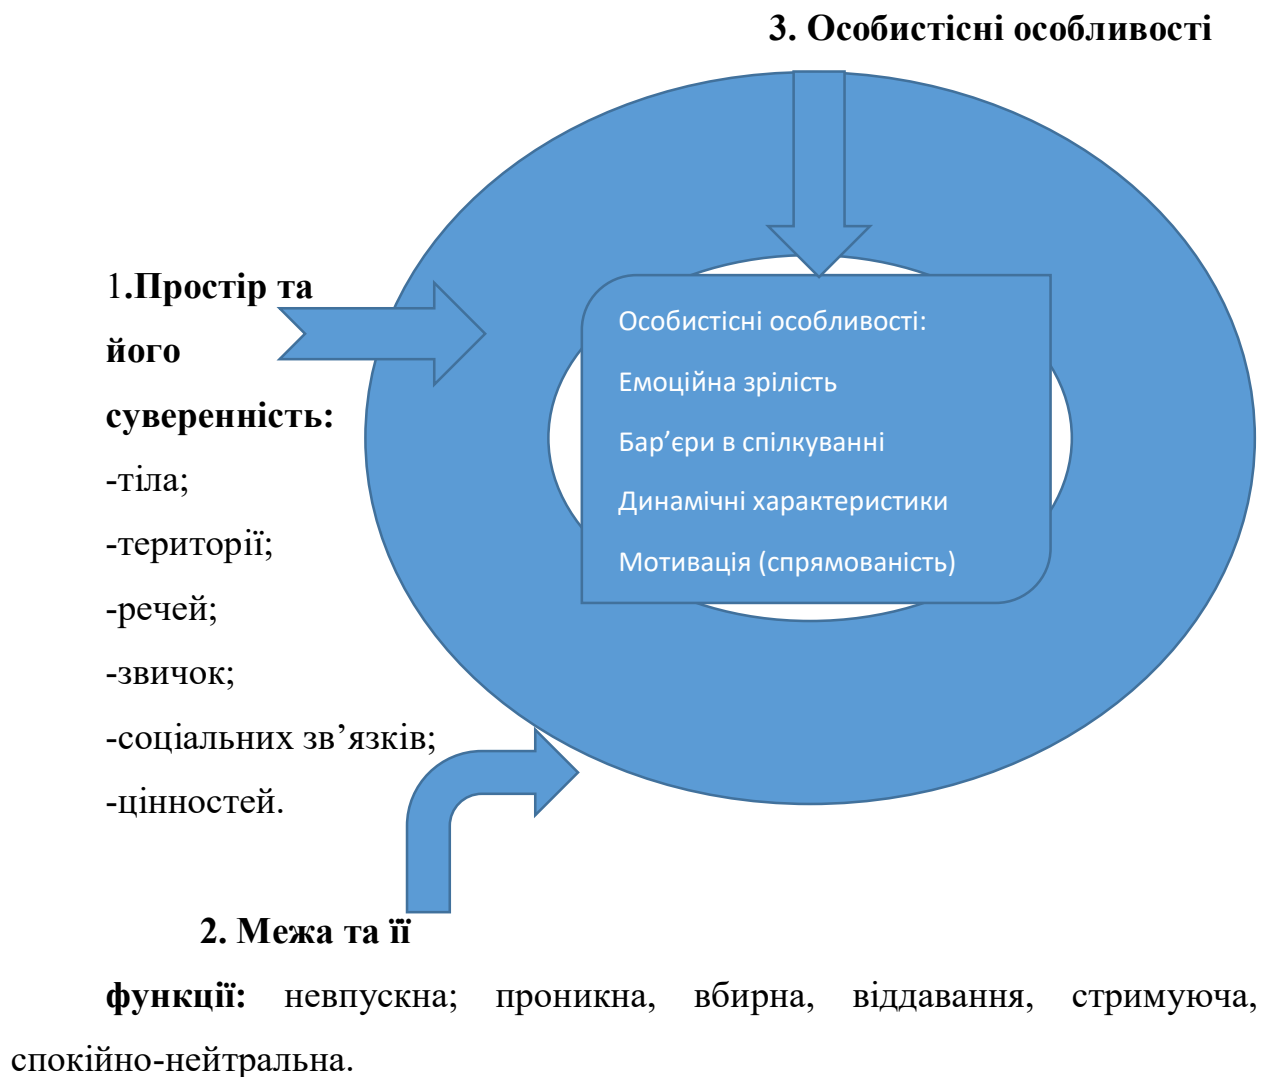 3. Особистісні особливості
1.Простір та
його
суверенність:
-тіла;
-території;
-речей;
-звичок;
-соціальних зв’язків;
-цінностей.
Особистісні особливості:
Емоційна зрілість
Бар’єри в спілкуванні
Динамічні характеристики
Мотивація (спрямованість)
2. Межа та її
функції: невпускна; проникна, вбирна, віддавання, стримуюча,
спокійно-нейтральна.